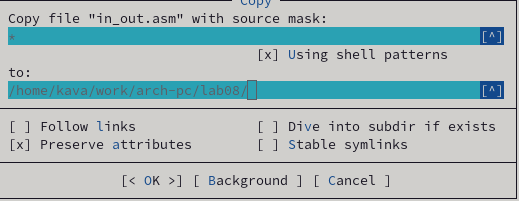 Copy
Copy file "in_out.asm" with source mask:
* [^]
[x] Using shell patterns
to:
/home/kava/work/arch-pc/lab08/ [^]
[ ] Follow links [ ] Dive into subdir if exists
[x] Preserve attributes [ ] Stable symlinks
[< OK >] [ Background ] [ Cancel ]